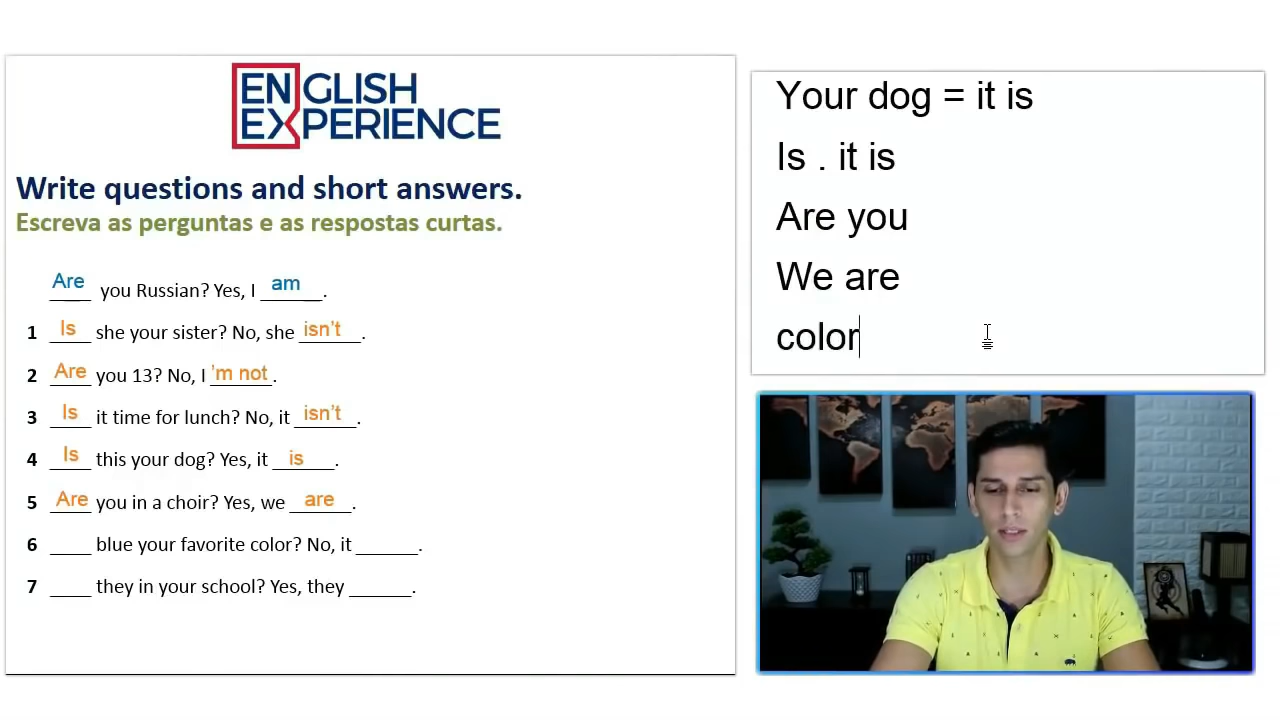 ENGLISH
EXPERIENCE
Write questions and short answers.
Escreva as perguntas e as respostas curtas.
Are you Russian? Yes, I am.
1 Is she your sister? No, she isn't.
2 Are you 13? No, I 'm not.
3 Is it time for lunch? No, it isn't.
4 Is this your dog? Yes, it is.
5 Are you in a choir? Yes, we are.
6 ____ blue your favorite color? No, it ______.
7 ____ they in your school? Yes, they ______.
Your dog = it is
Is . it is
Are you
We are
color